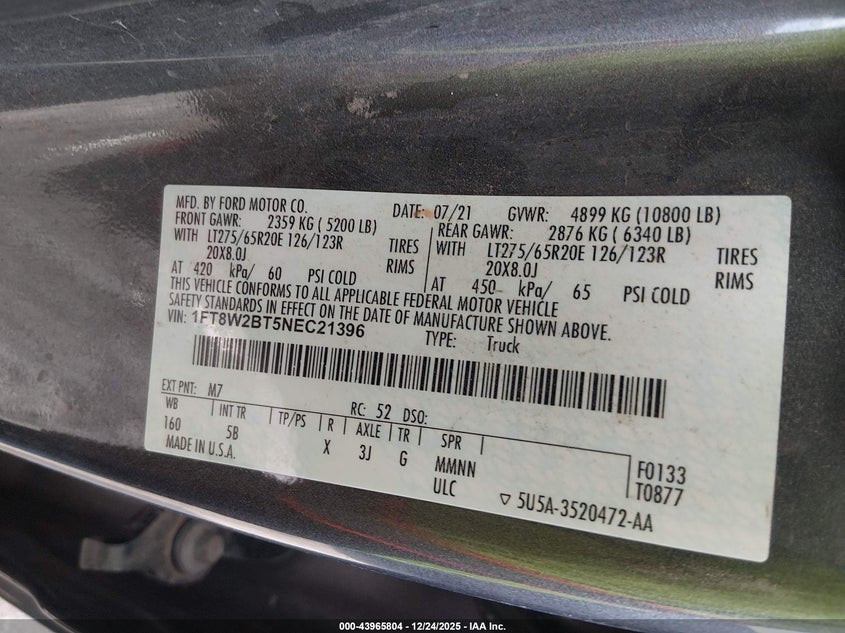 MFD. BY FORD MOTOR CO. DATE: 07/21 GVWR: 4899 KG (10800 LB)
FRONT GAWR: 2359 KG ( 5200 LB) REAR GAWR: 2876 KG ( 6340 LB)
WITH LT275/65R20E 126/123R TIRES WITH LT275/65R20E 126/123R TIRES
20X8.0J RIMS 20X8.0J RIMS
AT 420 kPa/ 60 PSI COLD AT 450 kPa/ 65 PSI COLD
THIS VEHICLE CONFORMS TO ALL APPLICABLE FEDERAL MOTOR VEHICLE
SAFETY STANDARDS IN EFFECT ON THE DATE OF MANUFACTURE SHOWN ABOVE.
VIN: 1FT8W2BT5NEC21396 TYPE: Truck
EXT PNT: M7 RC: 52 DSO:
WB INT TR TP/PS R AXLE TR SPR
160 5B X 3J G MMNN F0133
MADE IN U.S.A. ULC T0877
5U5A-3520472-AA
000-43965804 - 12/24/2025 - IAA Inc.